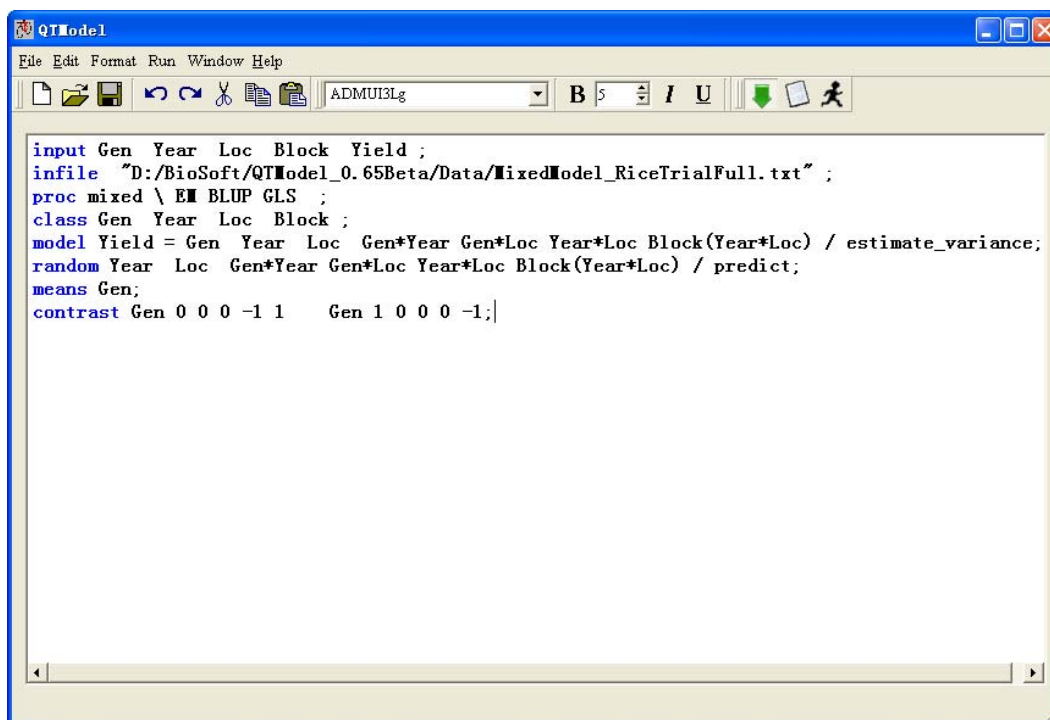 QTModel
File Edit Format Run Window Help
ADMUI3Lg B 5 I U
input Gen Year Loc Block Yield ;
infile "D:/BioSoft/QTModel_0.65Beta/Data/MixedModel_RiceTrialFull.txt" ;
proc mixed \ EM BLUP GLS ;
class Gen Year Loc Block ;
model Yield = Gen Year Loc Gen*Year Gen*Loc Year*Loc Block(Year*Loc) / estimate_variance;
random Year Loc Gen*Year Gen*Loc Year*Loc Block(Year*Loc) / predict;
means Gen;
contrast Gen 0 0 0 -1 1 Gen 1 0 0 0 -1;